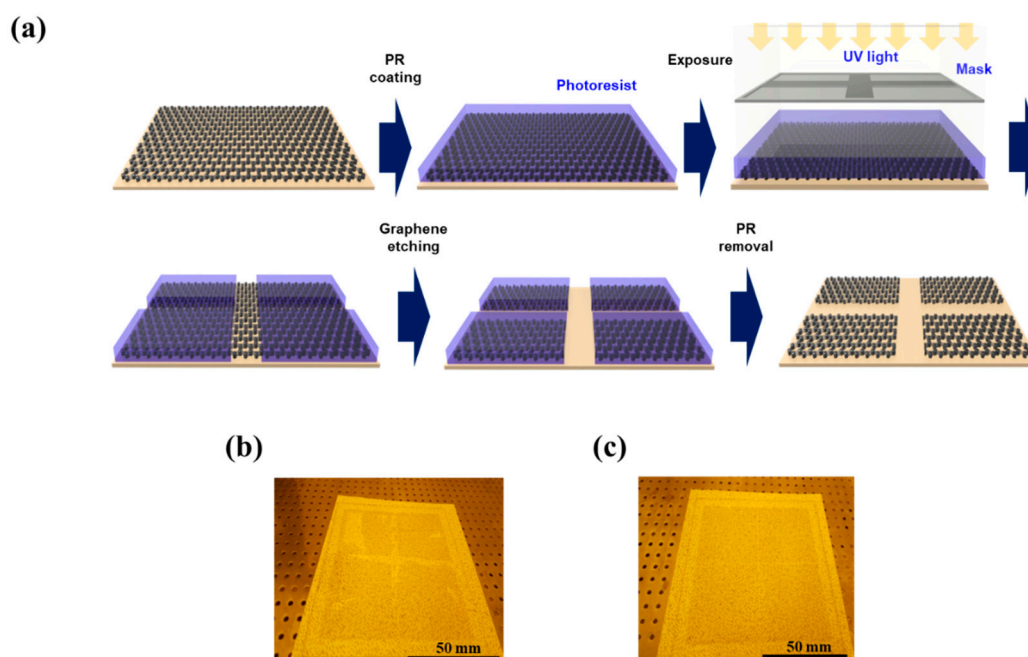 (a)
PR
coating
Photoresist
Exposure
UV light
Mask
Graphene
etching
PR
removal
(b)
(c)
50 mm
50 mm